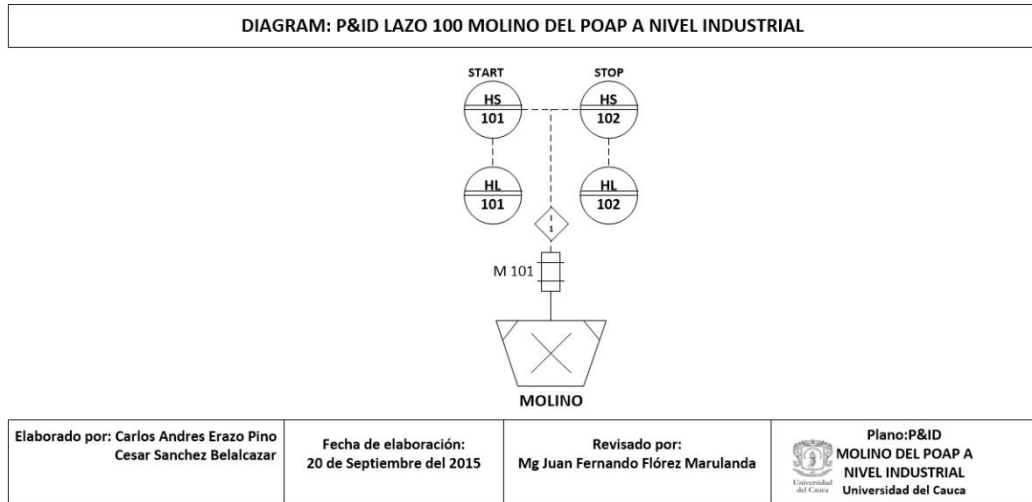 DIAGRAM: P&ID LAZO 100 MOLINO DEL POAP A NIVEL INDUSTRIAL
START
STOP
HS
101
HS
102
HL
101
HL
102
1
M 101
MOLINO
Elaborado por: Carlos Andres Erazo Pino
Cesar Sanchez Belalcazar
Fecha de elaboración:
20 de Septiembre del 2015
Revisado por:
Mg Juan Fernando Flórez Marulanda
Universidad
del Cauca
Plano:P&ID
MOLINO DEL POAP A
NIVEL INDUSTRIAL
Universidad del Cauca